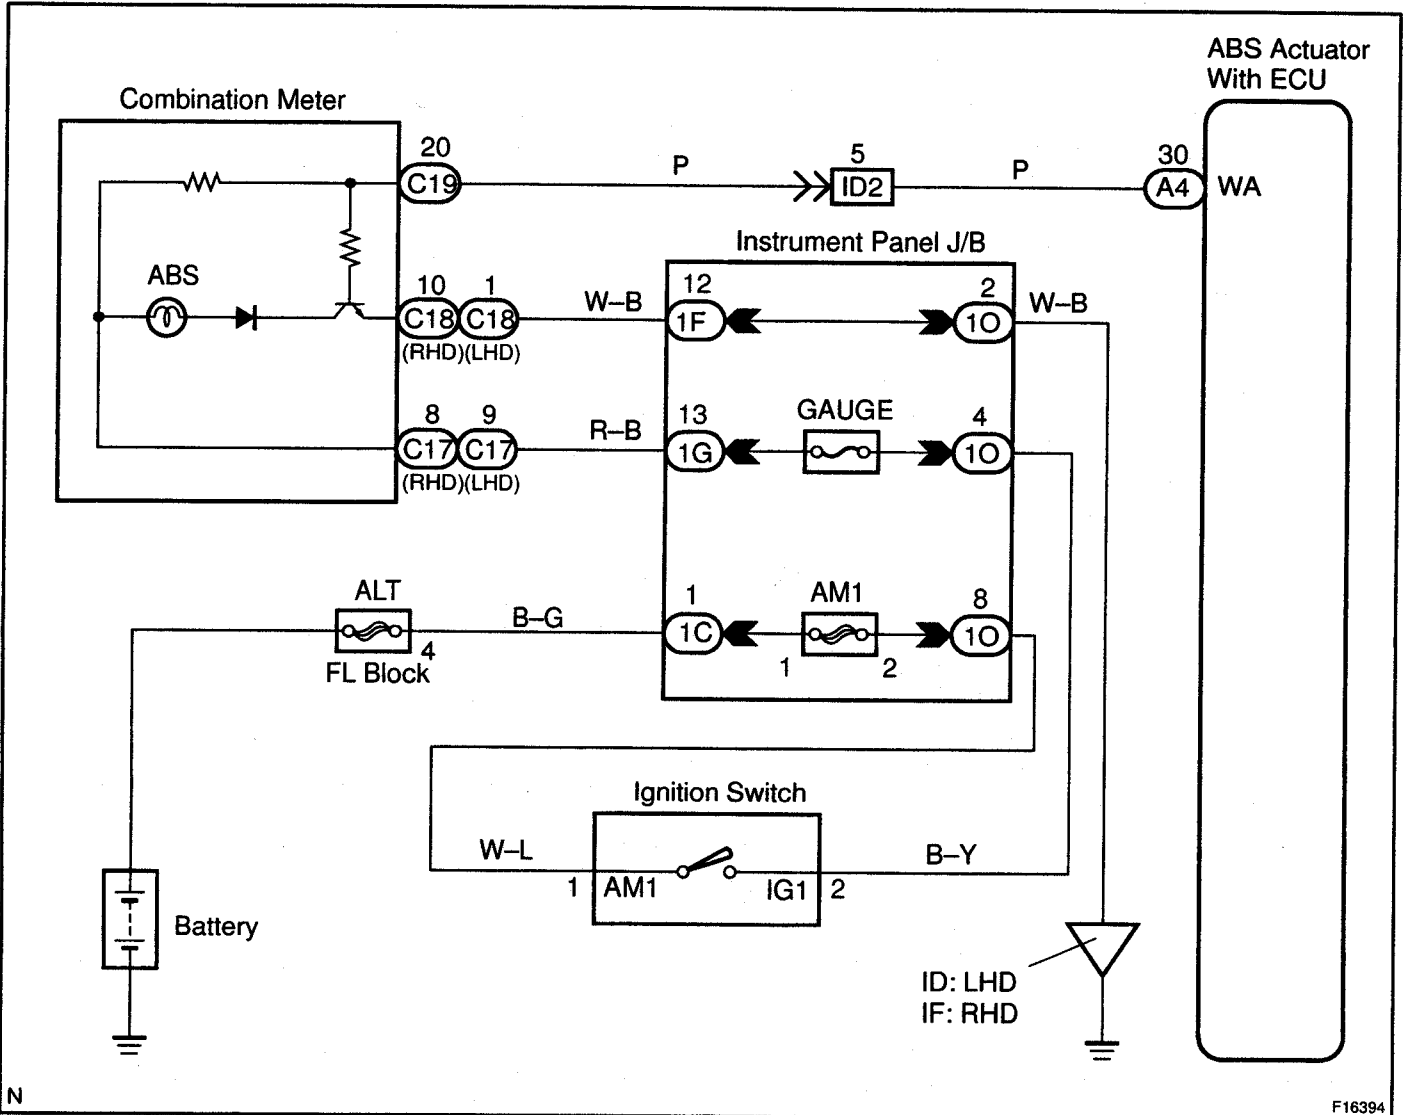 ABS Actuator
With ECU
Combination Meter
20
C19
P
5
ID2
P
30
A4
WA
Instrument Panel J/B
ABS
10 1
C18 C18
(RHD)(LHD)
W–B
12
1F
2
1O
W–B
8 9
C17 C17
(RHD)(LHD)
R–B
13
1G
GAUGE
4
1O
ALT
4
FL Block
B–G
1
1C
AM1
1 2
8
1O
Ignition Switch
W–L
1
AM1 IG1
2
B–Y
Battery
ID: LHD
IF: RHD
N
F16394